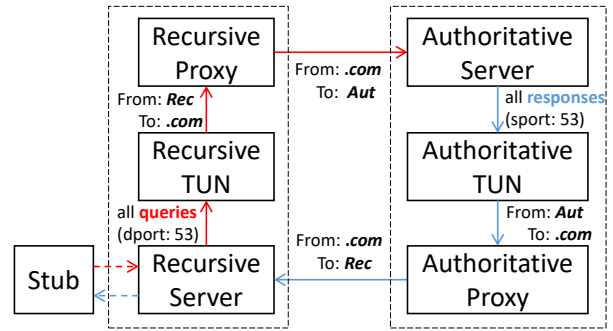 Recursive
Proxy
From: .com
To: Aut
Authoritative
Server
From: Rec
To: .com
all responses
(sport: 53)
Recursive
TUN
Authoritative
TUN
all queries
(dport: 53)
From: Aut
To: .com
From: .com
To: Rec
Stub
Recursive
Server
Authoritative
Proxy